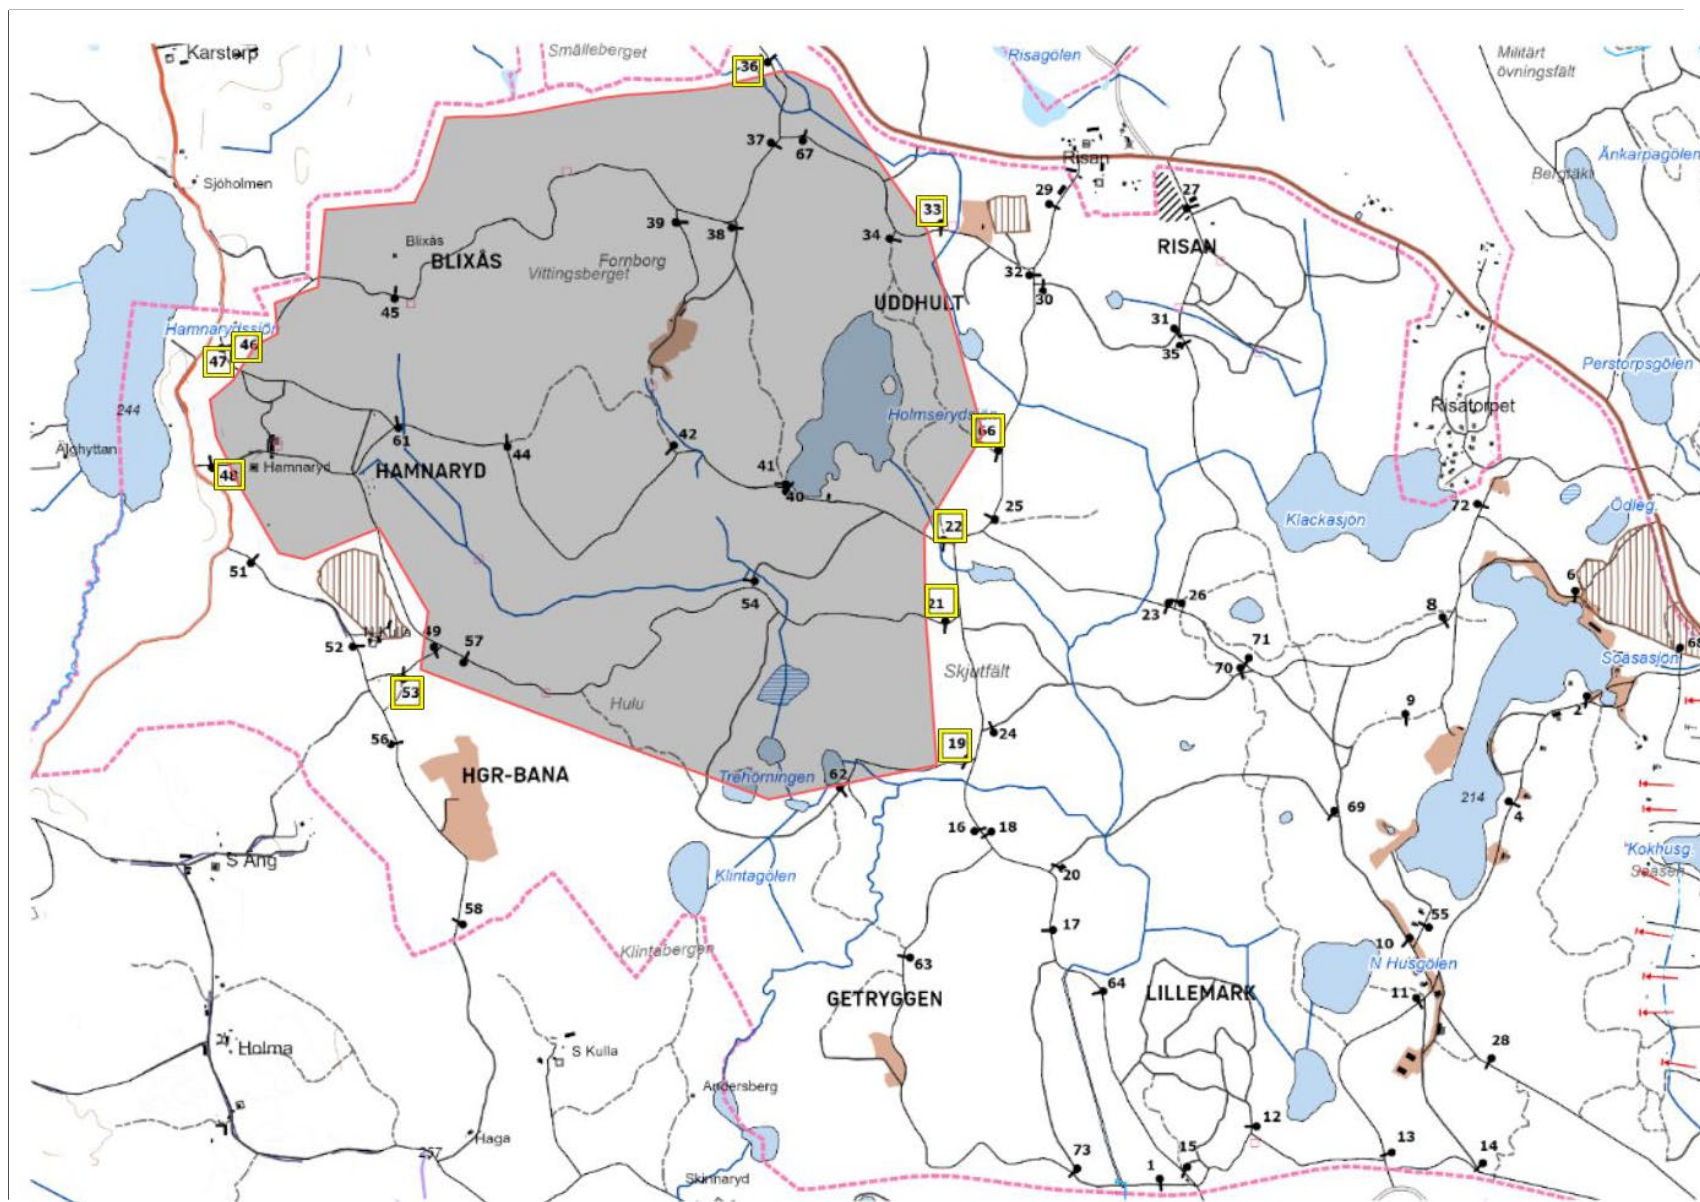 Karstorp
Smålleberget
36
Risagölen
Militärt
övningsfält
37
67
Risan
Ånkarpagölen
Sjöholmen
29
27
33
39
38
34
Blixås
BLIXÅS
Fornborg
Vittingsberget
RISAN
32
30
45
UDDHULT
Hamnarydssjön
46
47
31
35
Perstorpsgölen
244
Risatorpet
Holmserydssjön
66
Älghyttan
61
42
44
41
40
48
Hamnaryd
HAMNARYD
25
72
Klackasjön
Ödleg.
22
51
6
54
21
23
26
8
N Kulla
49
57
52
71
70
68
Skjutfält
Soasasjön
53
Hulu
9
2
56
19
24
HGR-BANA
Trehörningen
62
214
69
4
16
18
S Äng
Klintagölen
20
Kokhusg.
58
17
55
Klintabergen
10
63
N Husgölen
GETRYGGEN
64
LILLEMARK
11
Holma
S Kulla
28
Andersberg
12
Haga
257
73
1
15
13
14
Skinnaryd